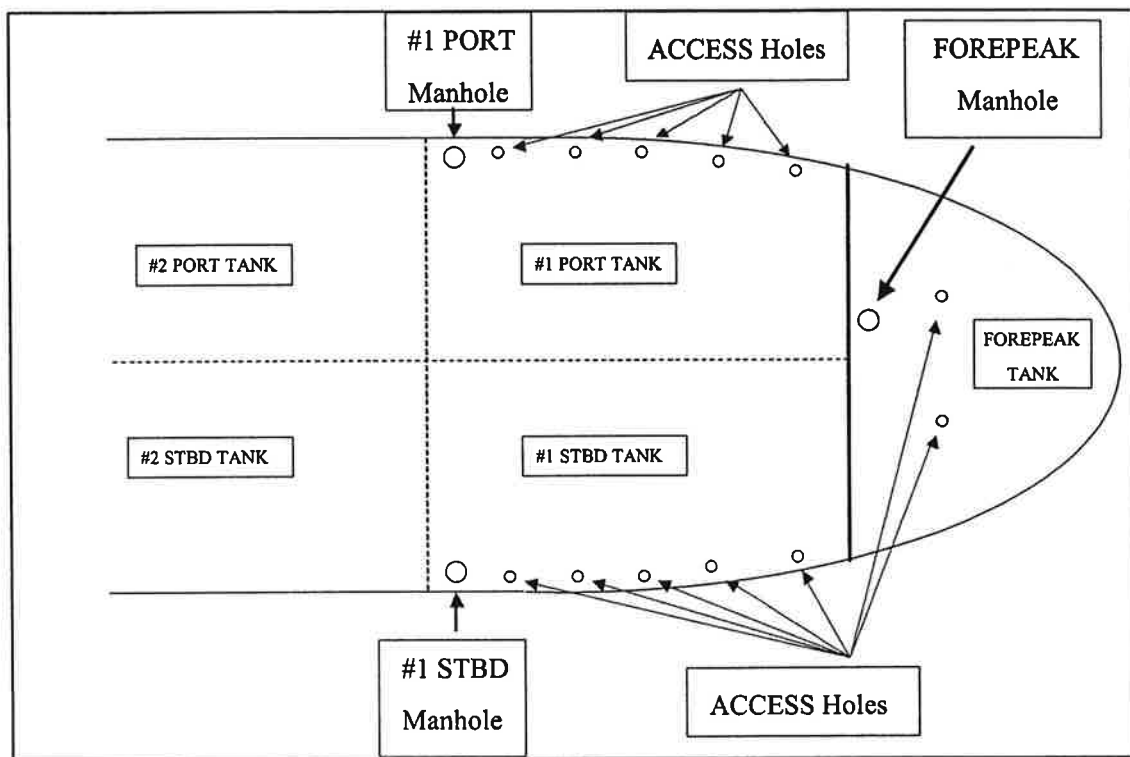 #1 PORT
Manhole
ACCESS Holes
FOREPEAK
Manhole
#2 PORT TANK
#1 PORT TANK
FOREPEAK
TANK
#2 STBD TANK
#1 STBD TANK
#1 STBD
Manhole
ACCESS Holes